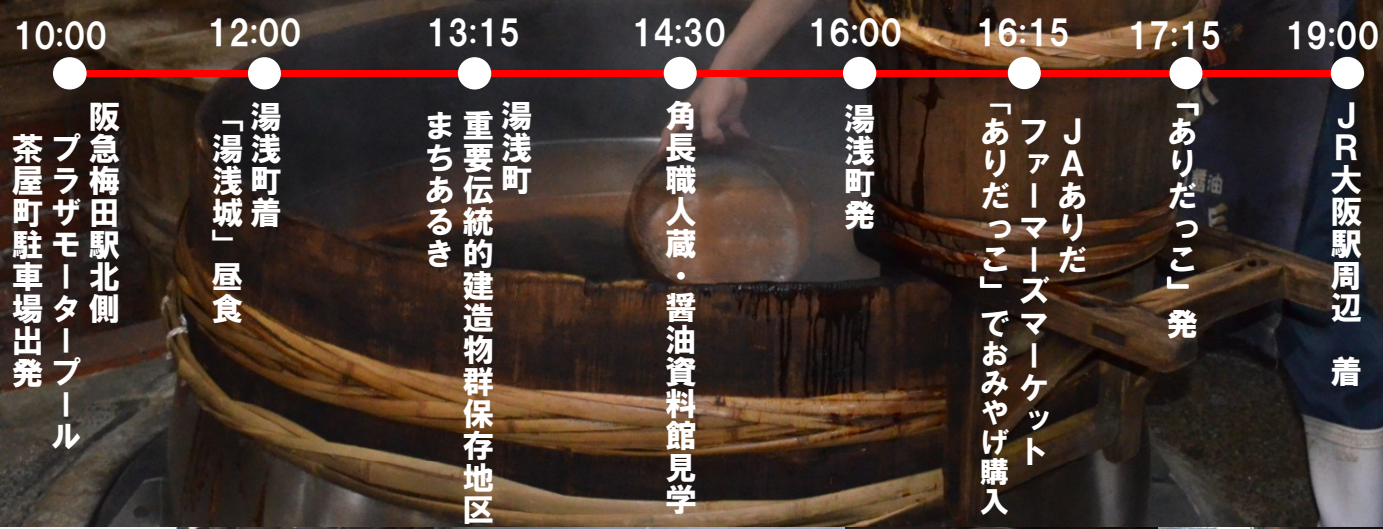 10:00
阪急梅田駅北側
プラザモータープール
茶屋町駐車場出発
12:00
湯浅町着
「湯浅城」昼食
13:15
湯浅町
重要伝統的建造物群保存地区
まちあるき
14:30
角長職人蔵・醤油資料館見学
16:00
湯浅町発
16:15
JAありだ
ファーマーズマーケット
「ありだっこ」でおみやげ購入
17:15
「ありだっこ」発
19:00
JR大阪駅周辺 着
醤油